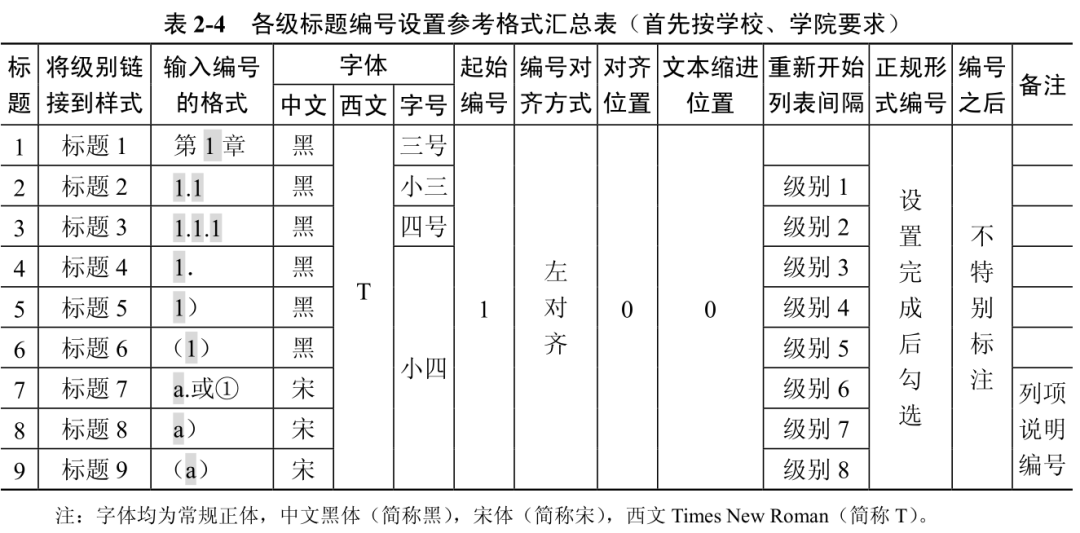 表 2-4 各级标题编号设置参考格式汇总表（首先按学校、学院要求）
标题 将级别链接到样式 输入编号的格式 字体 起始编号 编号对齐方式 对齐位置 文本缩进位置 重新开始列表间隔 正规形式编号 编号之后 备注
中文 西文 字号
1 标题 1 第 1 章 黑 T 三号 1 左对齐 0 0 设置完成后勾选 不特别标注
2 标题 2 1.1 黑 小三 级别 1
3 标题 3 1.1.1 黑 四号 级别 2
4 标题 4 1. 黑 小四 级别 3
5 标题 5 1） 黑 级别 4
6 标题 6 （1） 黑 级别 5
7 标题 7 a.或① 宋 级别 6 列项说明编号
8 标题 8 a） 宋 级别 7
9 标题 9 （a） 宋 级别 8
注：字体均为常规正体，中文黑体（简称黑），宋体（简称宋），西文 Times New Roman（简称 T）。